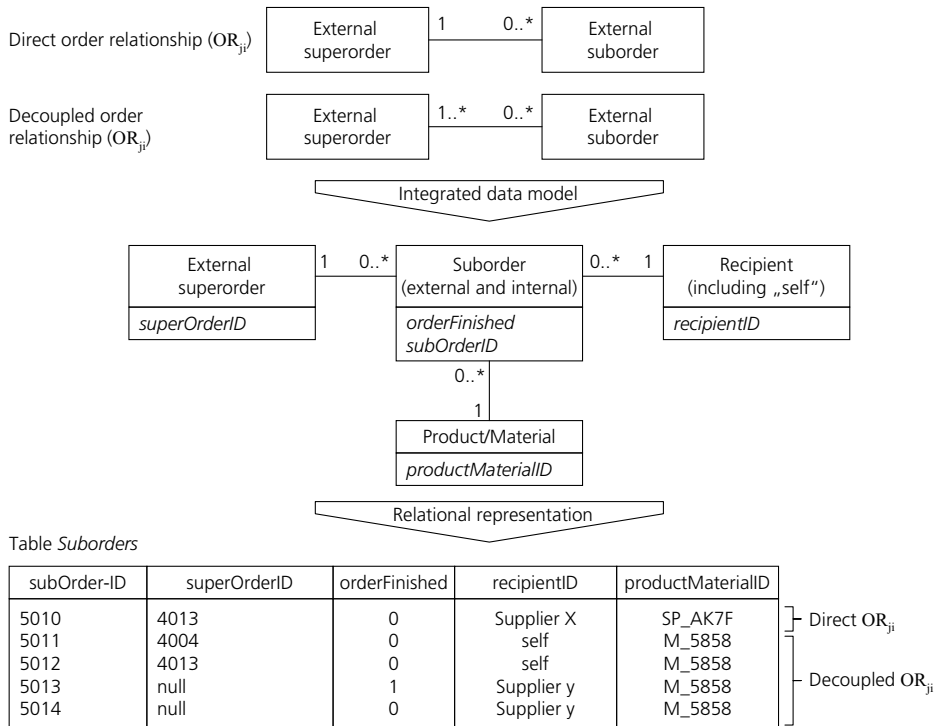 Direct order relationship (ORji)
External superorder
1
0..*
External suborder
Decoupled order relationship (ORji)
External superorder
1..*
0..*
External suborder
Integrated data model
External superorder
superOrderID
1
0..*
Suborder (external and internal)
orderFinished
subOrderID
0..*
1
Recipient (including „self“)
recipientID
0..*
1
Product/Material
productMaterialID
Relational representation
Table Suborders
subOrder-ID superOrderID orderFinished recipientID productMaterialID
5010 4013 0 Supplier X SP_AK7F Direct ORji
5011 4004 0 self M_5858
5012 4013 0 self M_5858
5013 null 1 Supplier y M_5858 Decoupled ORji
5014 null 0 Supplier y M_5858